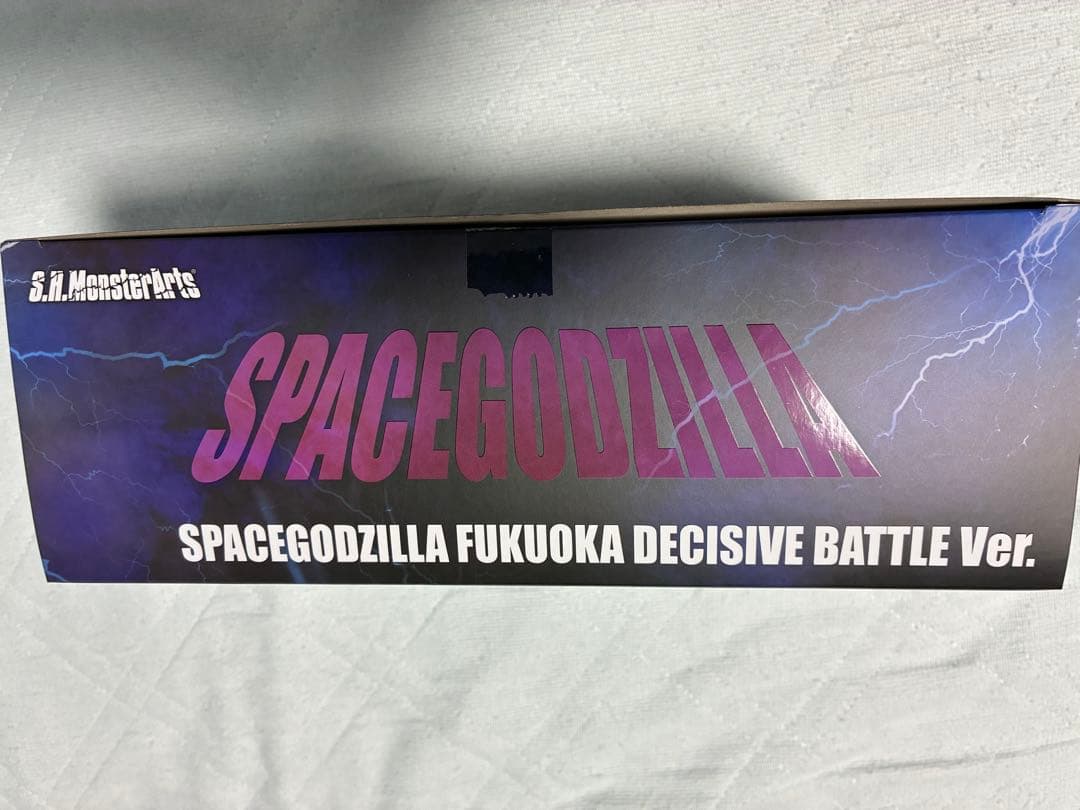 S.H.MonsterArts
SPACEGODZILLA
SPACEGODZILLA FUKUOKA DECISIVE BATTLE Ver.